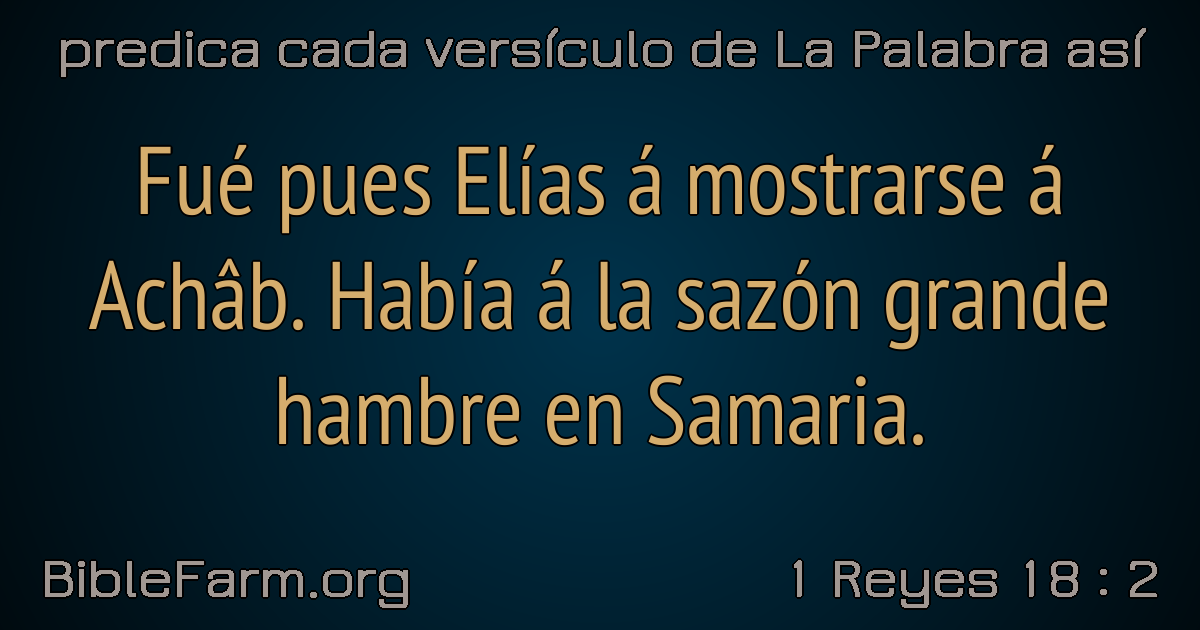 predica cada versículo de La Palabra así
Fué pues Elías á mostrarse á
Achâb. Había á la sazón grande
hambre en Samaria.
BibleFarm.org
1 Reyes 18 : 2